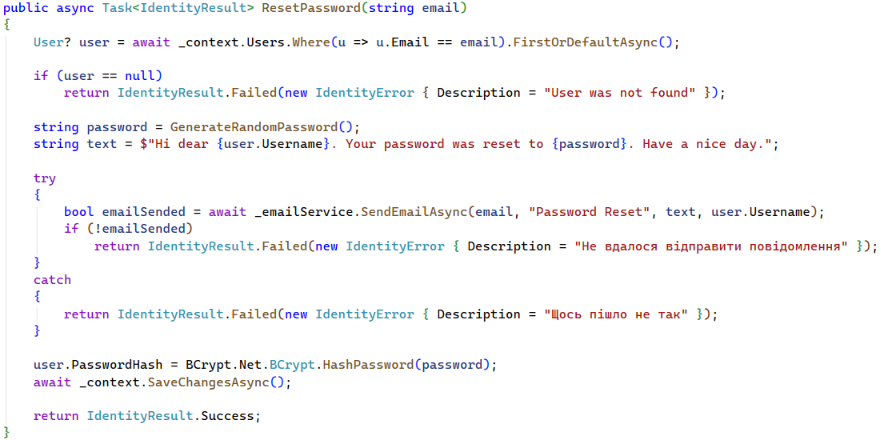 public async Task<IdentityResult> ResetPassword(string email)
{
    User? user = await _context.Users.Where(u => u.Email == email).FirstOrDefaultAsync();

    if (user == null)
        return IdentityResult.Failed(new IdentityError { Description = "User was not found" });

    string password = GenerateRandomPassword();
    string text = $"Hi dear {user.Username}. Your password was reset to {password}. Have a nice day.";

    try
    {
        bool emailSended = await _emailService.SendEmailAsync(email, "Password Reset", text, user.Username);
        if (!emailSended)
            return IdentityResult.Failed(new IdentityError { Description = "Не вдалося відправити повідомлення" });
    }
    catch
    {
        return IdentityResult.Failed(new IdentityError { Description = "Щось пішло не так" });
    }

    user.PasswordHash = BCrypt.Net.BCrypt.HashPassword(password);
    await _context.SaveChangesAsync();

    return IdentityResult.Success;
}